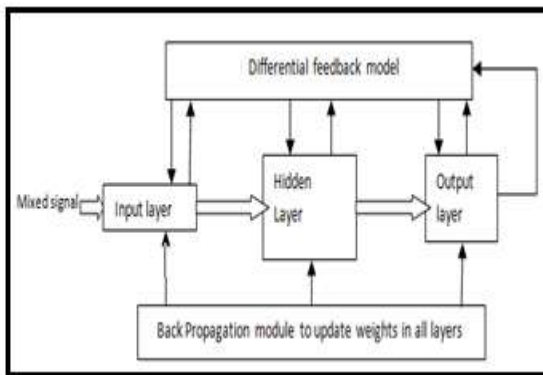 Differential feedback model
Mixed signal
Input layer
Hidden
Layer
Output
layer
Back Propagation module to update weights in all layers